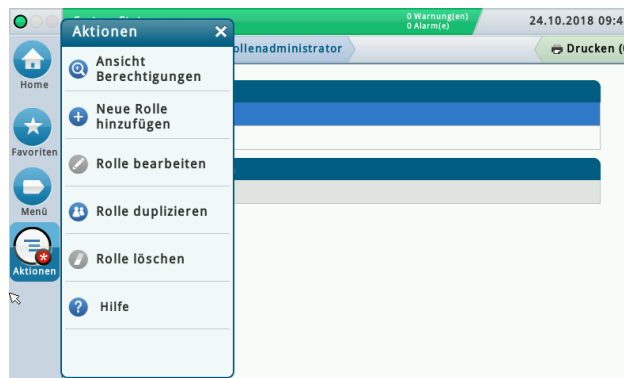 0 Warnung(en)
0 Alarm(e)
24.10.2018 09:4
Aktionen
Drucken
Home
Ansicht
Berechtigungen
Neue Rolle
hinzufügen
Favoriten
Rolle bearbeiten
Menü
Rolle duplizieren
Aktionen
Rolle löschen
Hilfe